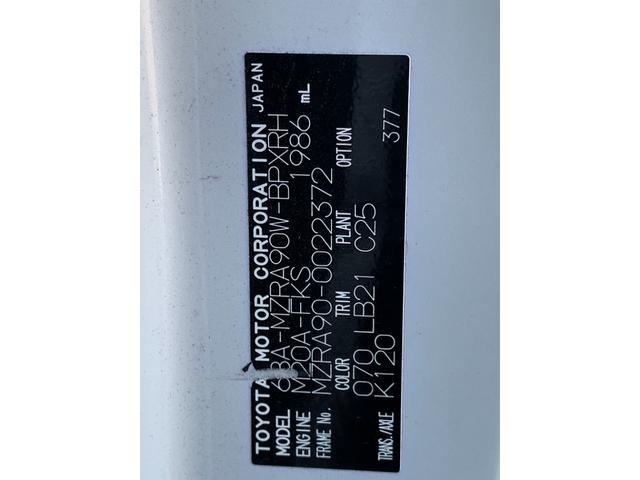 TOYOTA MOTOR CORPORATION JAPAN
MODEL 6BA-MZRA90W-BPXRH
ENGINE M20A-FKS 1986 mL
FRAME No. MZRA90-0022372
COLOR TRIM PLANT OPTION
070 LB21 C25
TRANS./AXLE K120 377